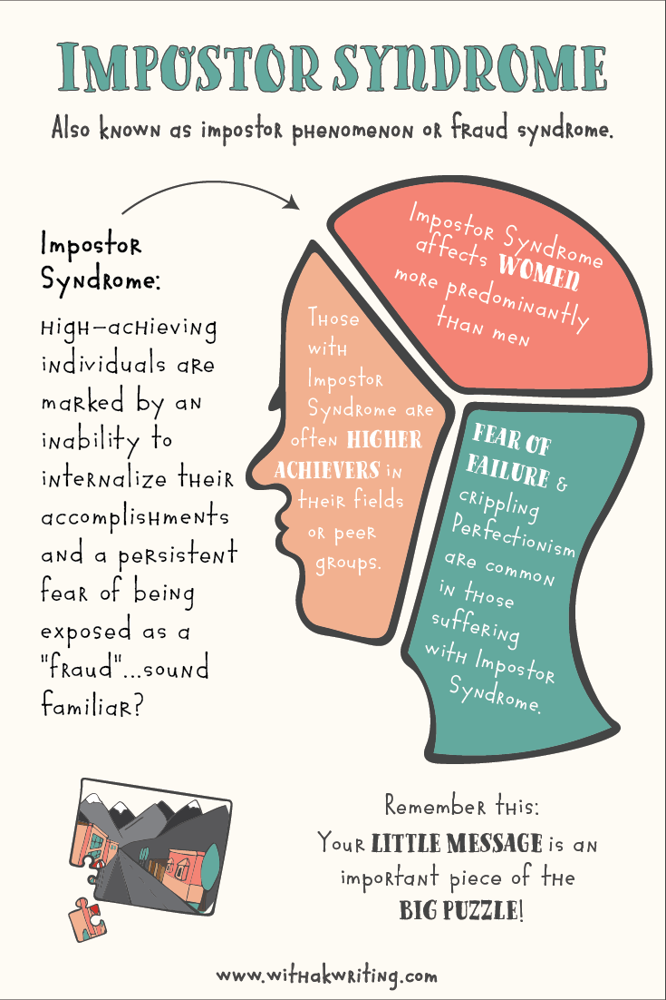 Impostor Syndrome
Also known as impostor phenomenon or fraud syndrome.
Impostor
Syndrome:
High-achieving
individuals are
marked by an
inability to
internalize their
accomplishments
and a persistent
fear of being
exposed as a
"fraud"...sound
familiar?
Impostor Syndrome
affects WOMEN
more predominantly
than men
Those
with
Impostor
Syndrome are
often HIGHER
ACHIEVERS in
their fields
or peer
groups.
FEAR OF
FAILURE &
crippling
Perfectionism
are common
in those
suffering
with Impostor
Syndrome.
Remember this:
Your LITTLE MESSAGE is an
important piece of the
BIG PUZZLE!
www.withakwriting.com